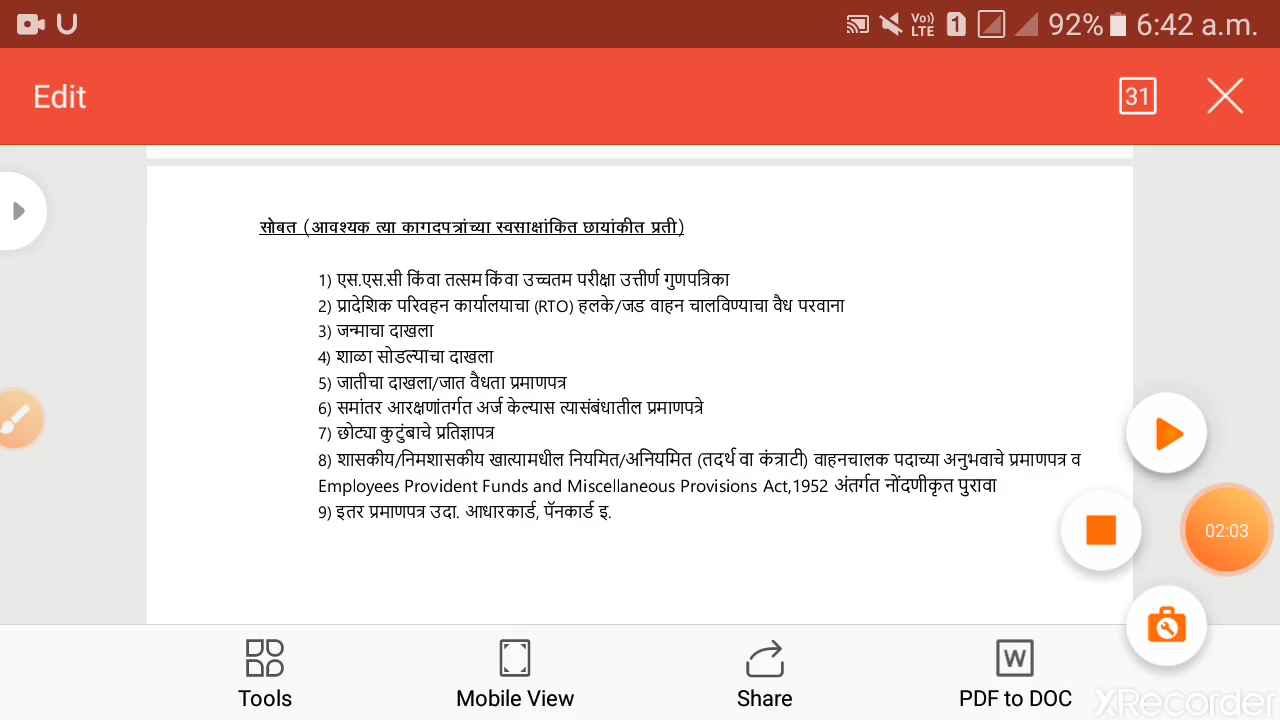 Vo))
LTE
1
92%
6:42 a.m.
Edit
31
सोबत (आवश्यक त्या कागदपत्रांच्या स्वसाक्षांकित छायांकीत प्रती)
1) एस.एस.सी किंवा तत्सम किंवा उच्चतम परीक्षा उत्तीर्ण गुणपत्रिका
2) प्रादेशिक परिवहन कार्यालयाचा (RTO) हलके/जड वाहन चालविण्याचा वैध परवाना
3) जन्माचा दाखला
4) शाळा सोडल्याचा दाखला
5) जातीचा दाखला/जात वैधता प्रमाणपत्र
6) समांतर आरक्षणांतर्गत अर्ज केल्यास त्यासंबंधातील प्रमाणपत्रे
7) छोट्या कुटुंबाचे प्रतिज्ञापत्र
8) शासकीय/निमशासकीय खात्यामधील नियमित/अनियमित (तदर्थ वा कंत्राटी) वाहनचालक पदाच्या अनुभवाचे प्रमाणपत्र व
Employees Provident Funds and Miscellaneous Provisions Act,1952 अंतर्गत नोंदणीकृत पुरावा
9) इतर प्रमाणपत्र उदा. आधारकार्ड, पॅनकार्ड इ.
02:03
W
Tools
Mobile View
Share
PDF to DOC
XRecorder